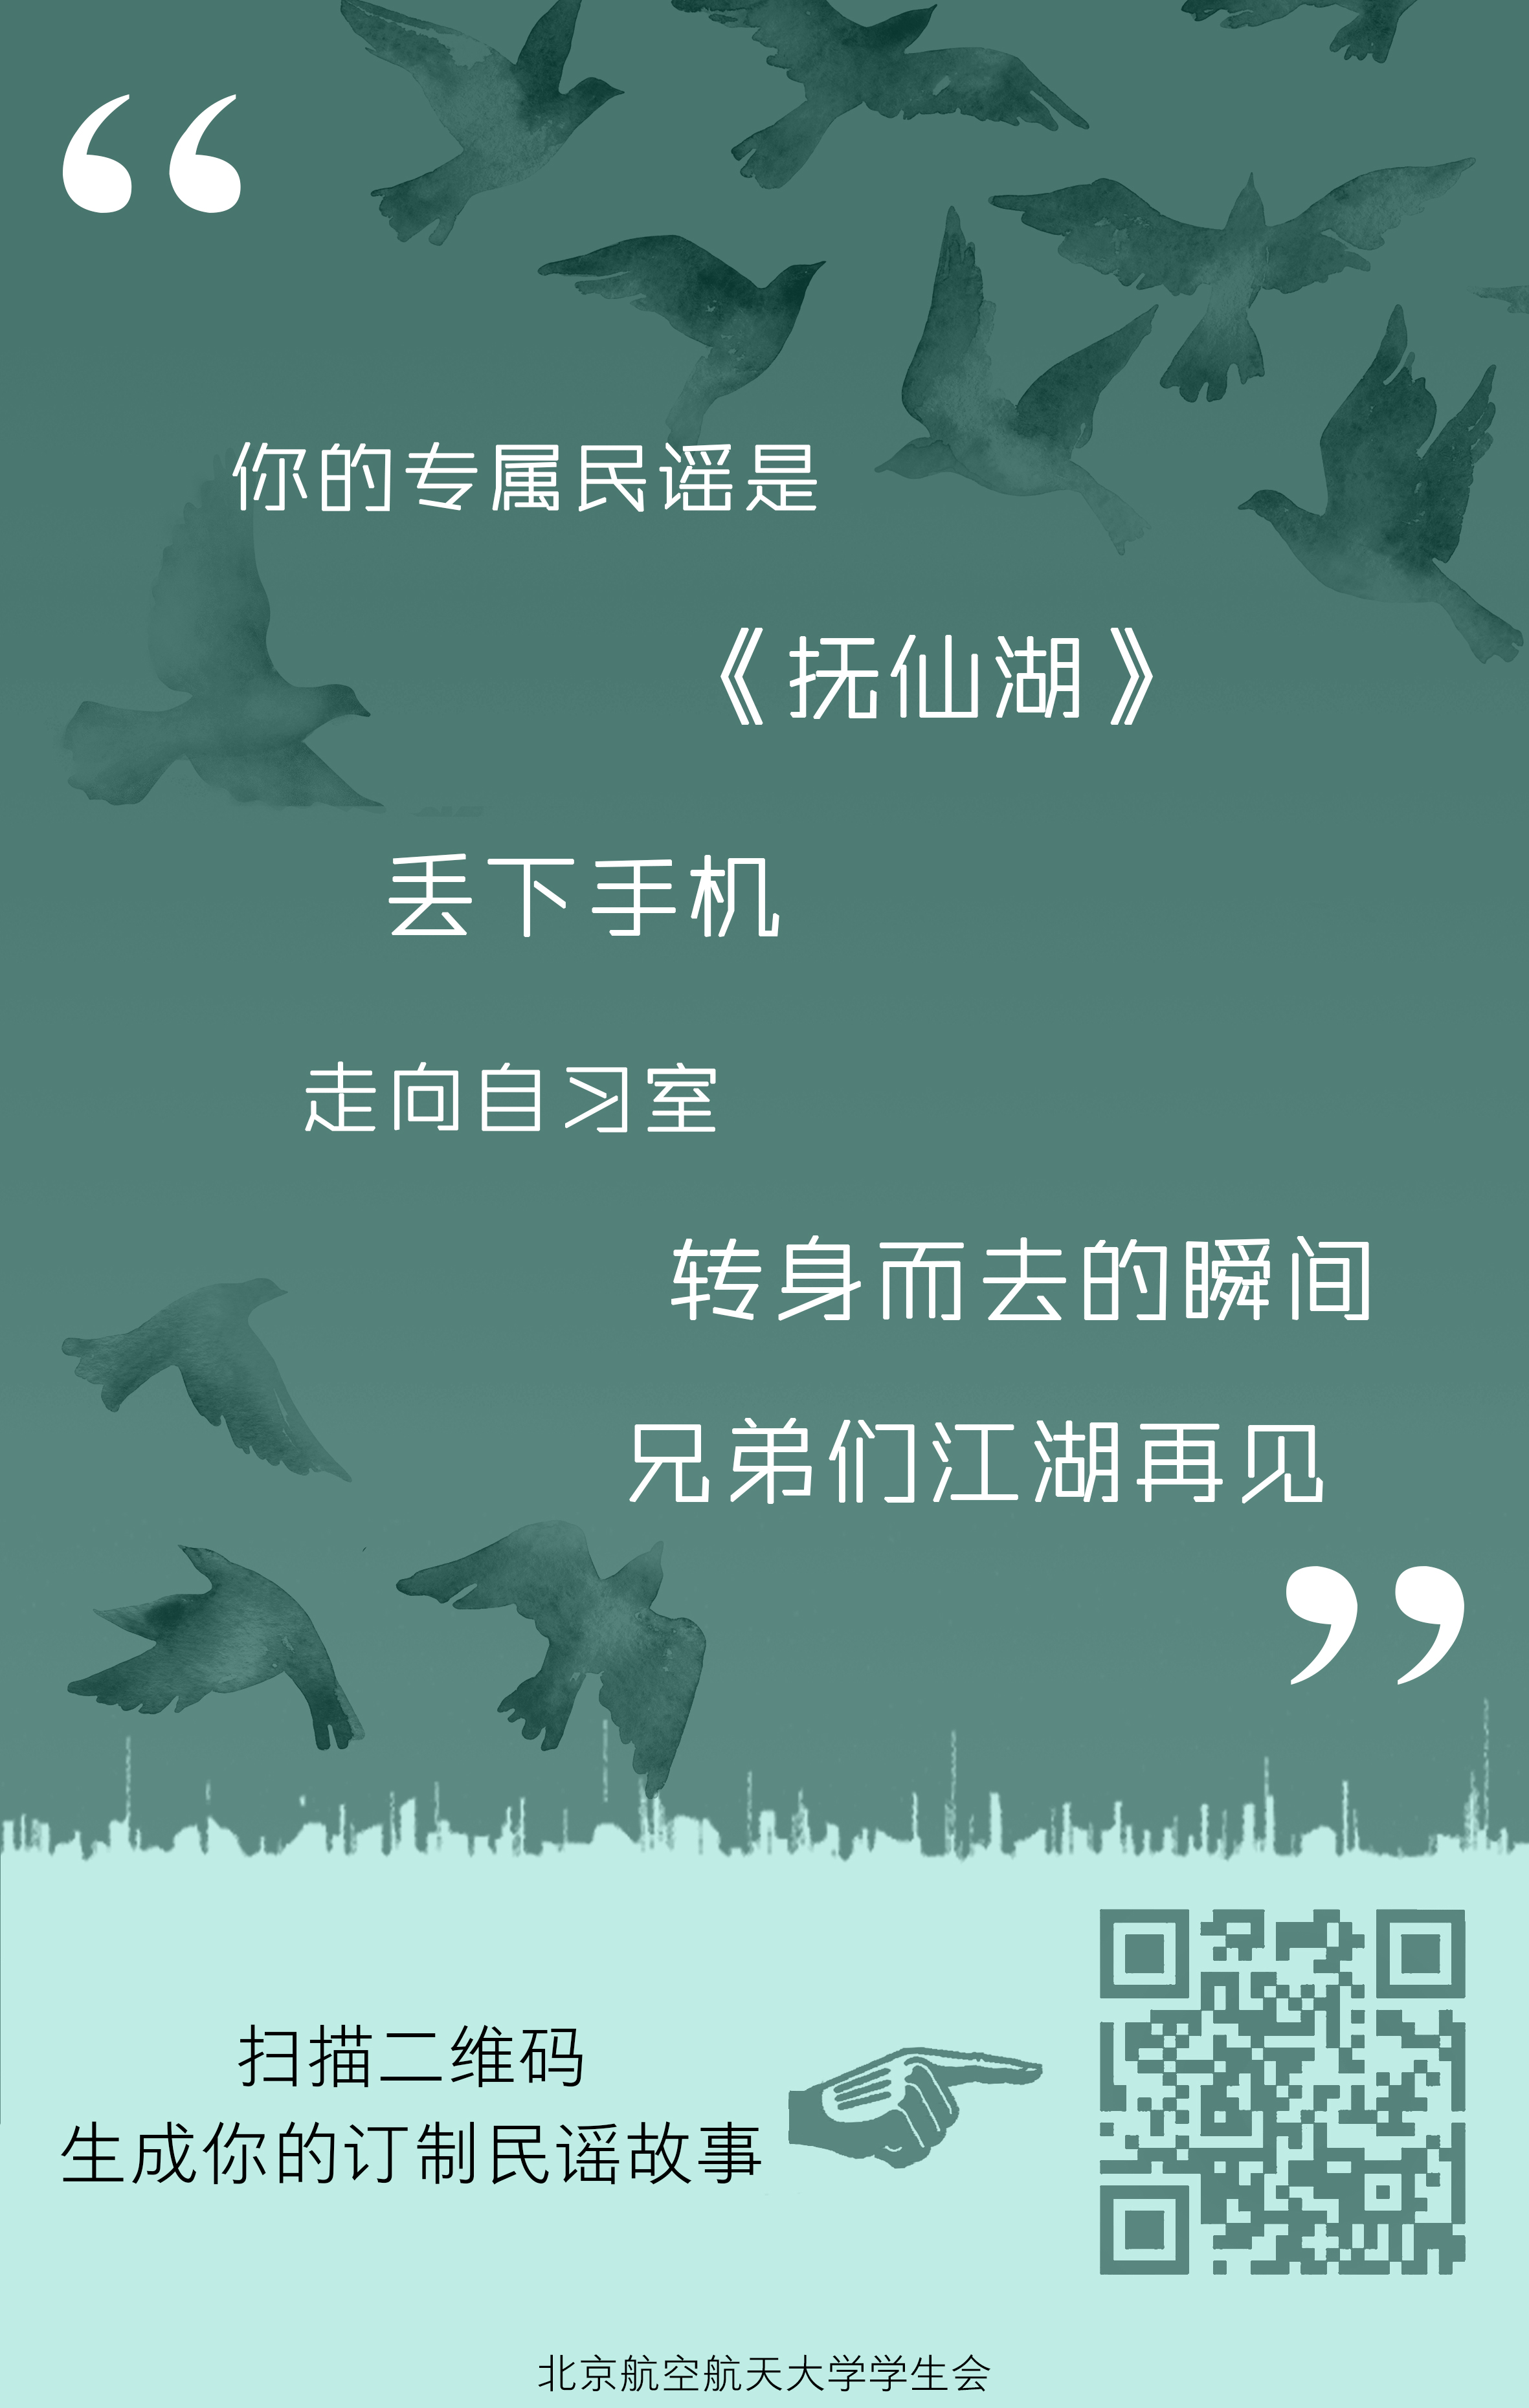 “
你的专属民谣是
《抚仙湖》
丢下手机
走向自习室
转身而去的瞬间
兄弟们江湖再见
”
扫描二维码
生成你的订制民谣故事
北京航空航天大学学生会